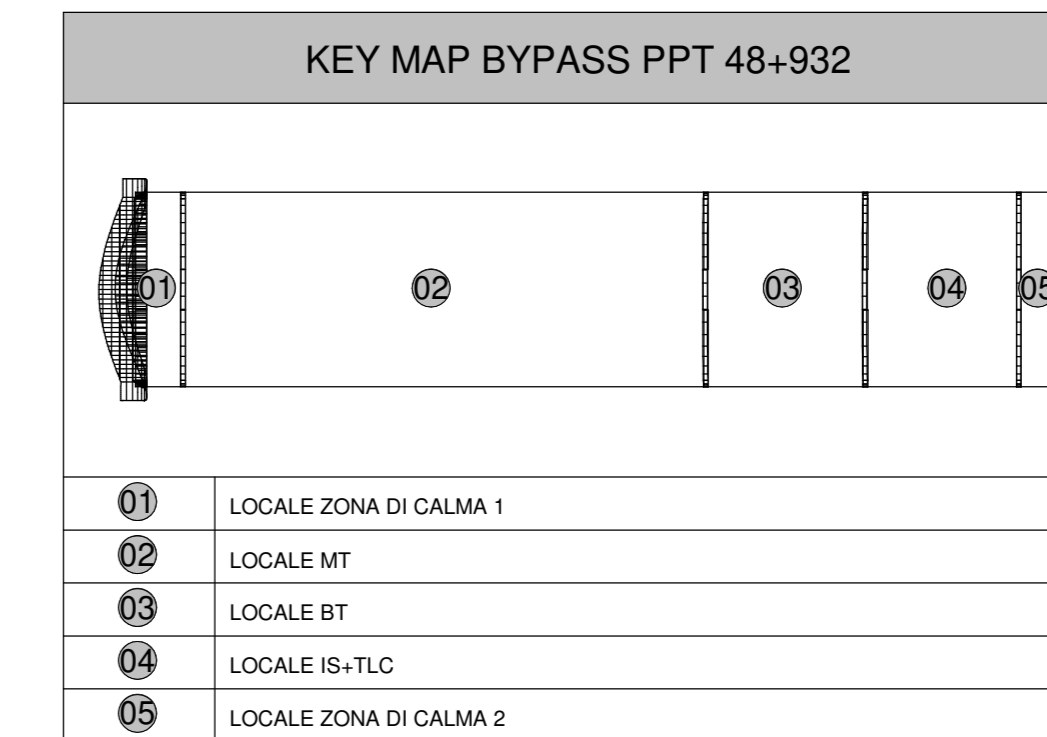 KEY MAP BYPASS PPT 48+932
01 02 03 04 05
01 LOCALE ZONA DI CALMA 1
02 LOCALE MT
03 LOCALE BT
04 LOCALE IS+TLC
05 LOCALE ZONA DI CALMA 2